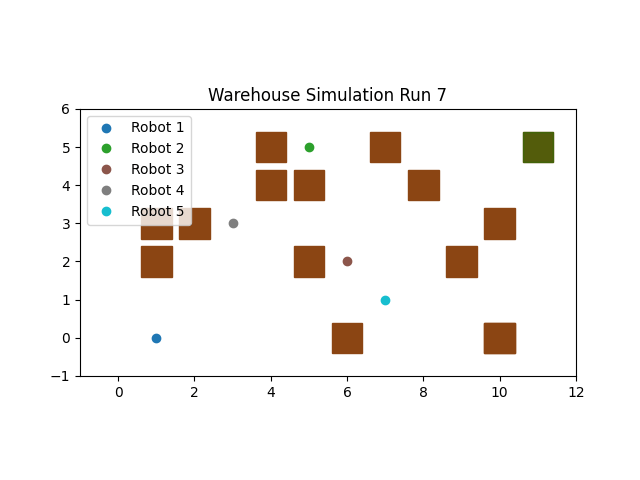 Warehouse Simulation Run 7
6
5
4
3
2
1
0
−1
Robot 1
Robot 2
Robot 3
Robot 4
Robot 5
0 2 4 6 8 10 12